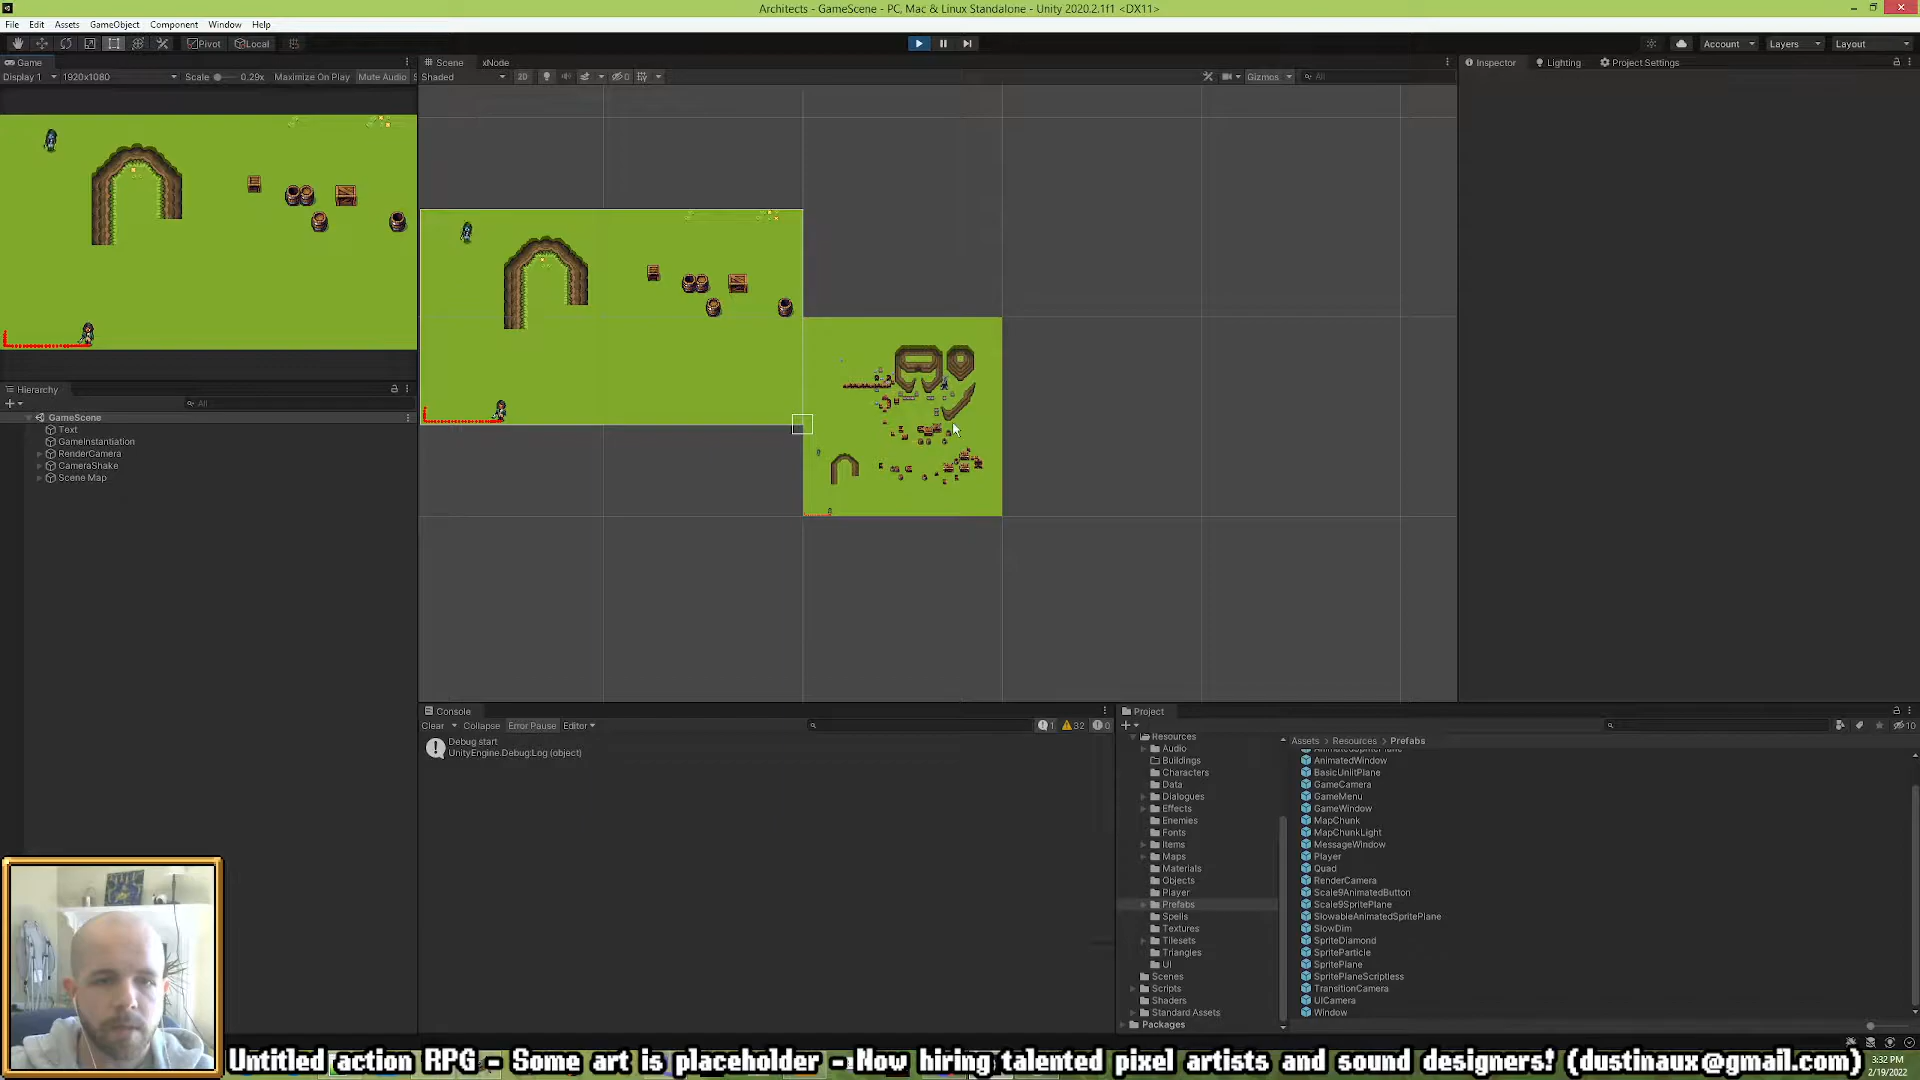 Architects - GameScene - PC, Mac & Linux Standalone - Unity 2020.2.1f1 <DX11>
File Edit Assets GameObject Component Window Help
Pivot Local Account Layers Layout
Game
Display 1 1920x1080 Scale 0.29x Maximize On Play Mute Audio
Scene xNode
Shaded 2D 0 Gizmos All
Inspector Lighting Project Settings
Hierarchy
All
GameScene
Text
GameInstantiation
RenderCamera
CameraShake
Scene Map
Console
Clear Collapse Error Pause Editor 1 32 0
Debug start
UnityEngine.Debug:Log (object)
Project
10
Resources
Audio
Buildings
Characters
Data
Dialogues
Effects
Enemies
Fonts
Items
Maps
Materials
Objects
Player
Prefabs
Spells
Textures
Tilesets
Triangles
UI
Scenes
Scripts
Shaders
Standard Assets
Packages
Assets Resources Prefabs
AnimatedWindow
BasicUnlitPlane
GameCamera
GameMenu
GameWindow
MapChunk
MapChunkLight
MessageWindow
Player
Quad
RenderCamera
Scale9AnimatedButton
Scale9SpritePlane
SlowableAnimatedSpritePlane
SlowDim
SpriteDiamond
SpriteParticle
SpritePlane
SpritePlaneScriptless
TransitionCamera
UICamera
Window
Untitled action RPG - Some art is placeholder - Now hiring talented pixel artists and sound designers! (dustinaux@gmail.com)
3:32 PM
2/19/2022